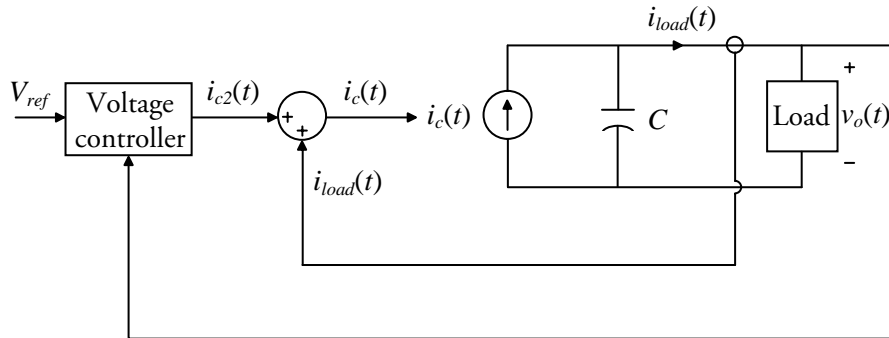 i_load(t)
V_ref
Voltage
controller
i_c2(t)
+
+
i_c(t)
i_c(t)
C
Load
+
v_o(t)
−
i_load(t)